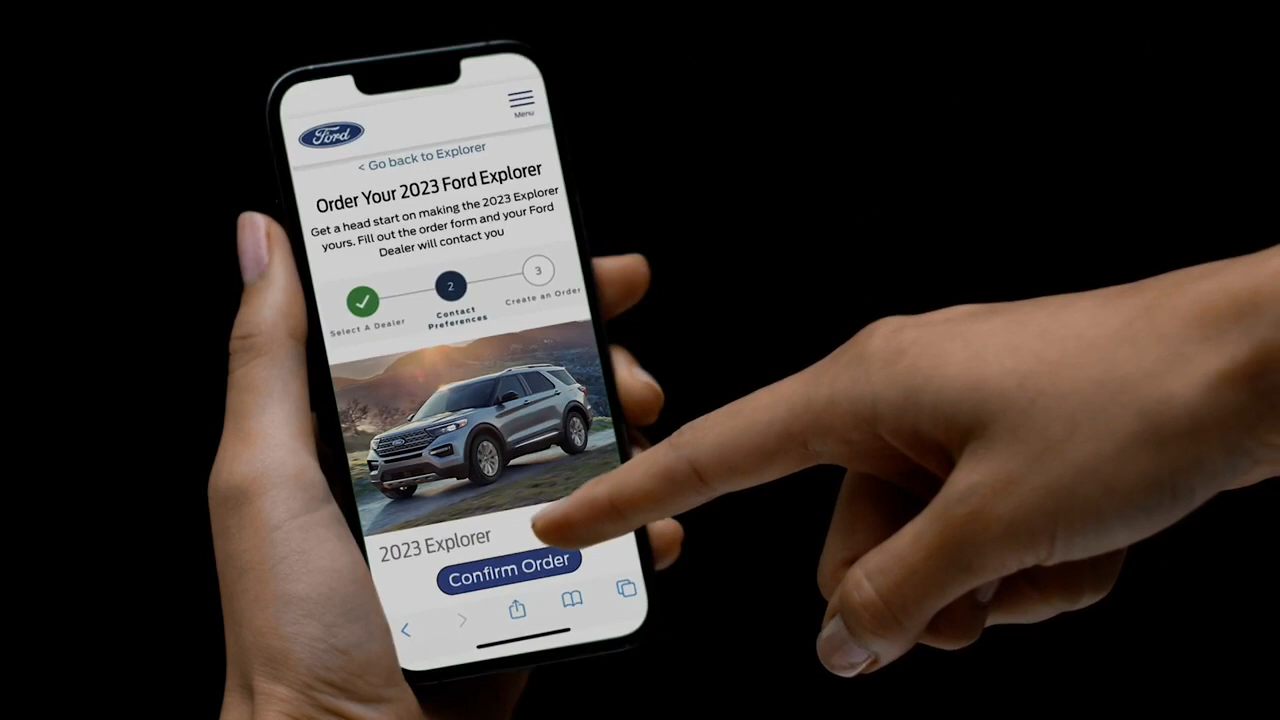 Ford
Menu
< Go back to Explorer
Order Your 2023 Ford Explorer
Get a head start on making the 2023 Explorer
yours. Fill out the order form and your Ford
Dealer will contact you
2
3
Select A Dealer
Contact
Preferences
Create an Order
2023 Explorer
Confirm Order